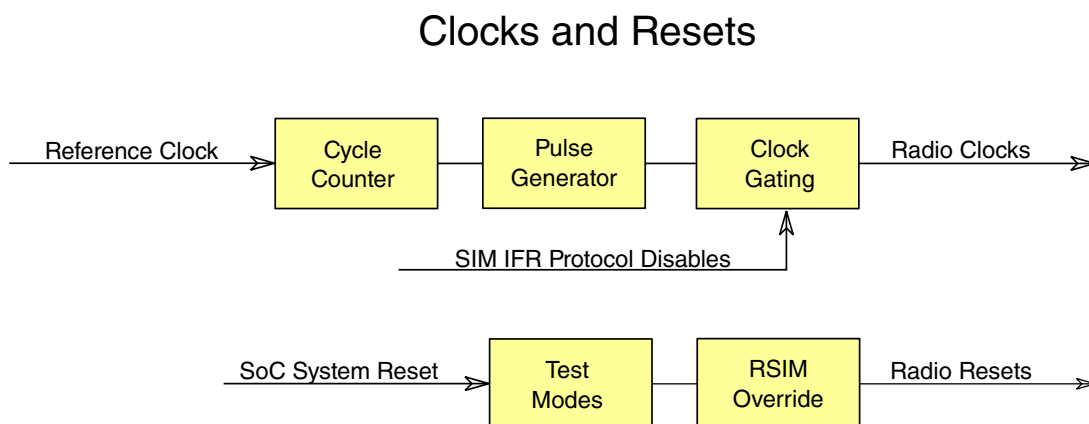 Clocks and Resets
Reference Clock
Cycle
Counter
Pulse
Generator
Clock
Gating
Radio Clocks
SIM IFR Protocol Disables
SoC System Reset
Test
Modes
RSIM
Override
Radio Resets